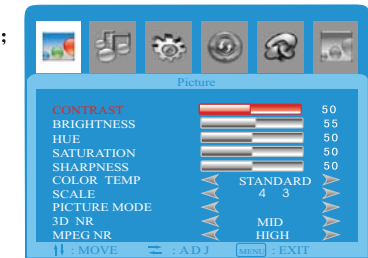 ;
Picture
CONTRAST 50
BRIGHTNESS 55
HUE 50
SATURATION 50
SHARPNESS 50
COLOR TEMP STANDARD
SCALE 4 3
PICTURE MODE
3D NR MID
MPEG NR HIGH
: MOVE : ADJ MENU : EXIT